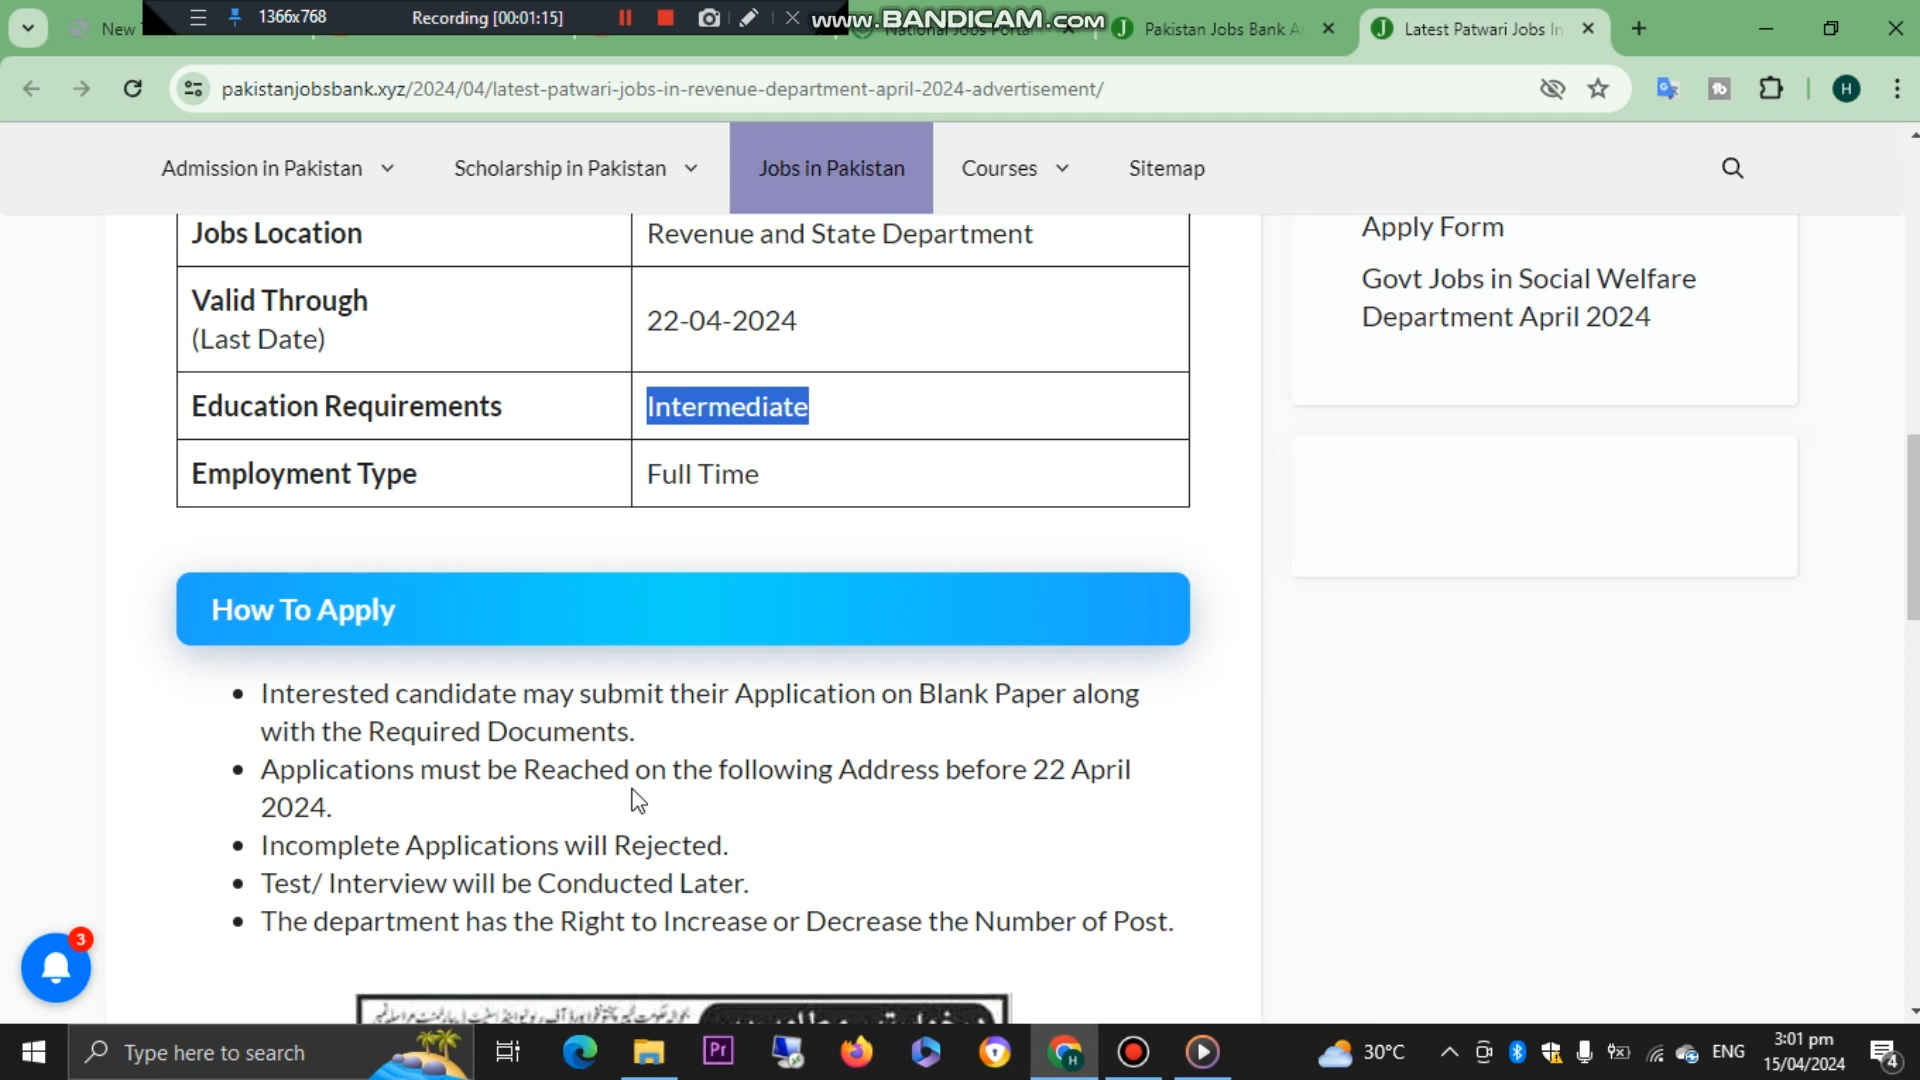 New
1366x768
Recording [00:01:15]
www.BANDICAM.com
National Jobs Portal
Pakistan Jobs Bank A
Latest Patwari Jobs In
pakistanjobsbank.xyz/2024/04/latest-patwari-jobs-in-revenue-department-april-2024-advertisement/
H
Admission in Pakistan
Scholarship in Pakistan
Jobs in Pakistan
Courses
Sitemap
Jobs Location
Revenue and State Department
Valid Through
(Last Date)
22-04-2024
Education Requirements
Intermediate
Employment Type
Full Time
Apply Form
Govt Jobs in Social Welfare
Department April 2024
How To Apply
Interested candidate may submit their Application on Blank Paper along
with the Required Documents.
Applications must be Reached on the following Address before 22 April
2024.
Incomplete Applications will Rejected.
Test/ Interview will be Conducted Later.
The department has the Right to Increase or Decrease the Number of Post.
3
Type here to search
Pr
H
30°C
ENG
3:01 pm
15/04/2024
4